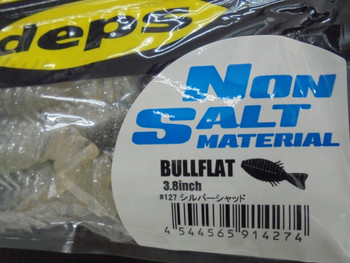 deps
NON
SALT
MATERIAL
BULLFLAT
3.8inch
#127 シルバーシャッド
4 544565 914274